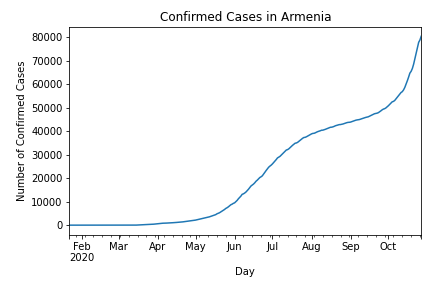 Confirmed Cases in Armenia
Number of Confirmed Cases
80000
70000
60000
50000
40000
30000
20000
10000
0
Feb Mar Apr May Jun Jul Aug Sep Oct
2020
Day